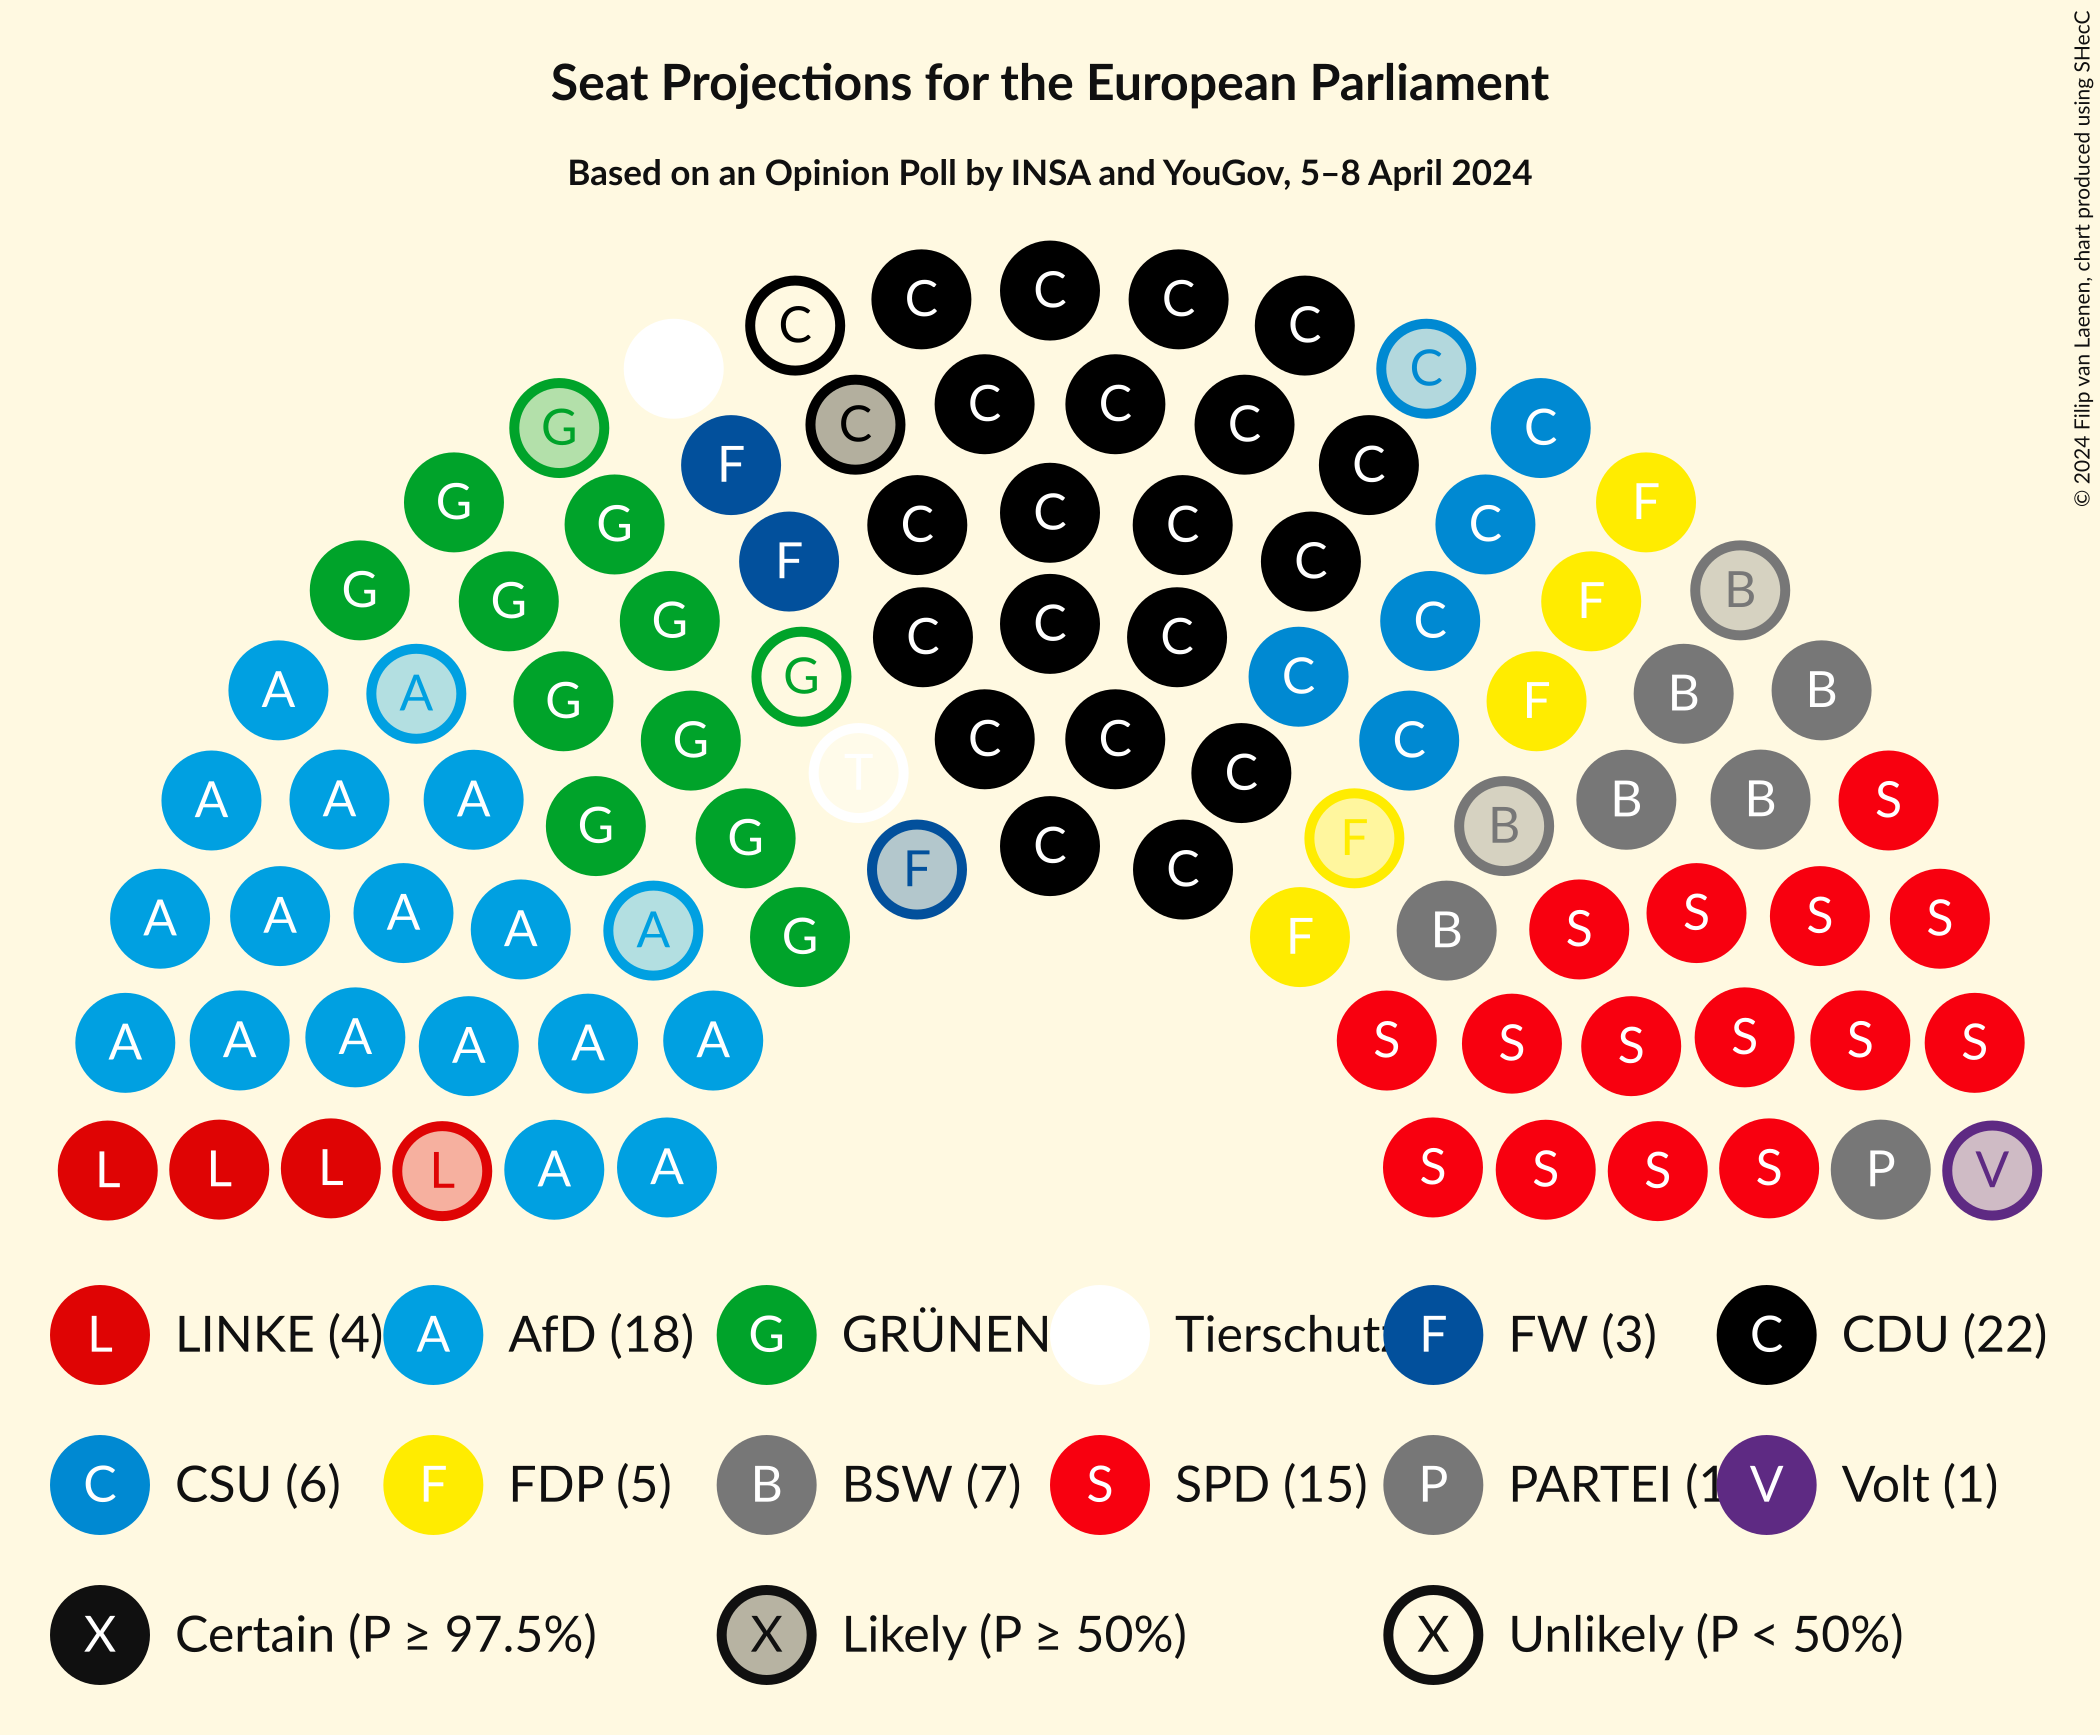 Seat Projections for the European Parliament
Based on an Opinion Poll by INSA and YouGov, 5–8 April 2024
© 2024 Filip van Laenen, chart produced using SHecC
C C C C C C
G C C C C C C C
G G F C C C C F
G G G F C C C C C F B
A A G G G C C C C C F B B
A A A G G T C C C C F B B B S
A A A A A G F C C F B S S S S
A A A A A A S S S S S S
L L L L A A S S S S P V
L LINKE (4) A AfD (18) G GRÜNEN Tierschutz F FW (3) C CDU (22)
C CSU (6) F FDP (5) B BSW (7) S SPD (15) P PARTEI (1 V Volt (1)
X Certain (P ≥ 97.5%) X Likely (P ≥ 50%) X Unlikely (P < 50%)